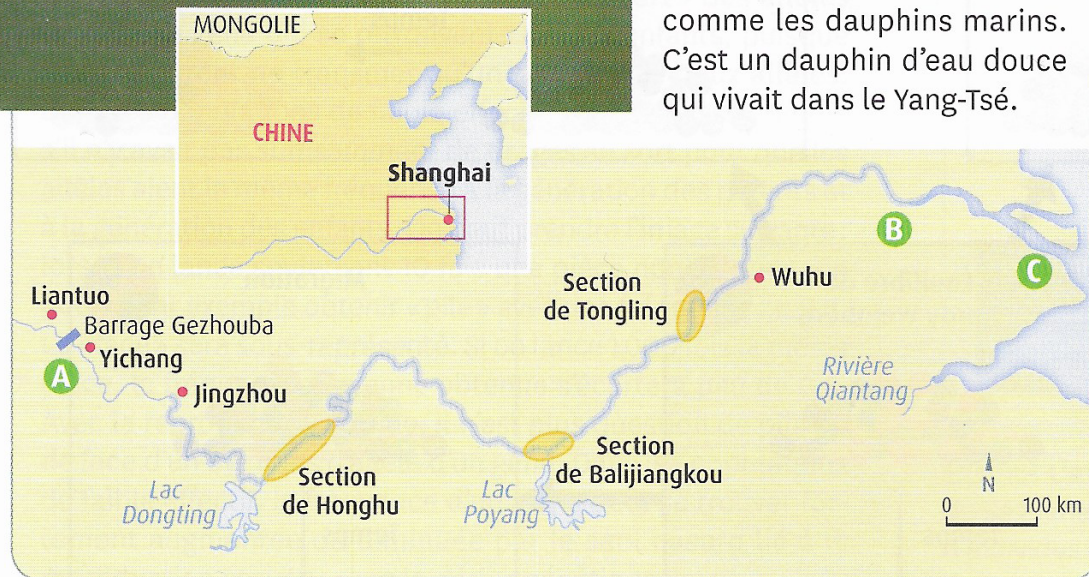 comme les dauphins marins.
C'est un dauphin d'eau douce
qui vivait dans le Yang-Tsé.
MONGOLIE
CHINE
Shanghai
Liantuo
Barrage Gezhouba
Yichang
A
Jingzhou
Section
de Honghu
Lac
Dongting
Section
de Balijiangkou
Lac
Poyang
Section
de Tongling
Wuhu
B
C
Rivière
Qiantang
N
0 100 km